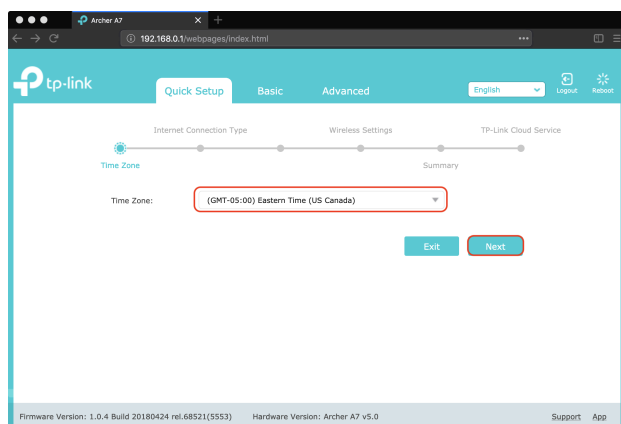 Archer A7
192.168.0.1/webpages/index.html
tp-link
Quick Setup
Basic
Advanced
English
Logout
Reboot
Internet Connection Type
Wireless Settings
TP-Link Cloud Service
Time Zone
Summary
Time Zone:
(GMT-05:00) Eastern Time (US Canada)
Exit
Next
Firmware Version: 1.0.4 Build 20180424 rel.68521(5553)
Hardware Version: Archer A7 v5.0
Support
App